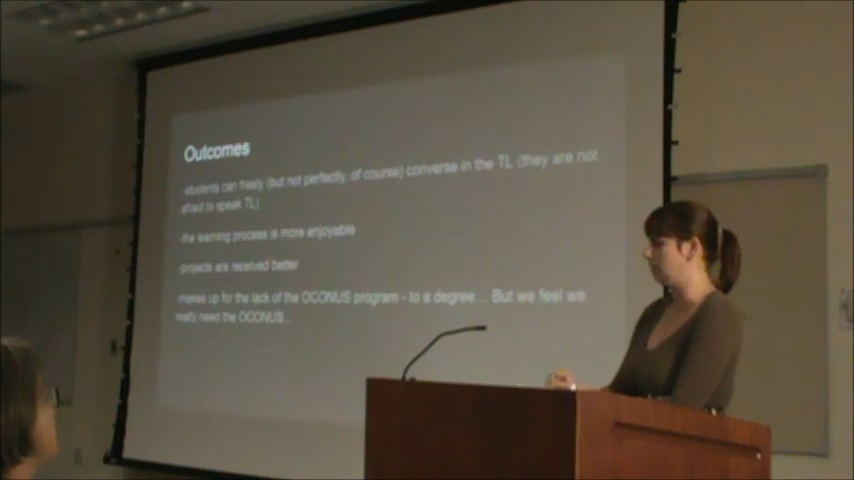 Outcomes
-students can freely (but not perfectly, of course) converse in the TL (they are not
afraid to speak TL)
-the learning process is more enjoyable
-projects are received better
-makes up for the lack of the OCONUS program - to a degree... But we feel we
really need the OCONUS...